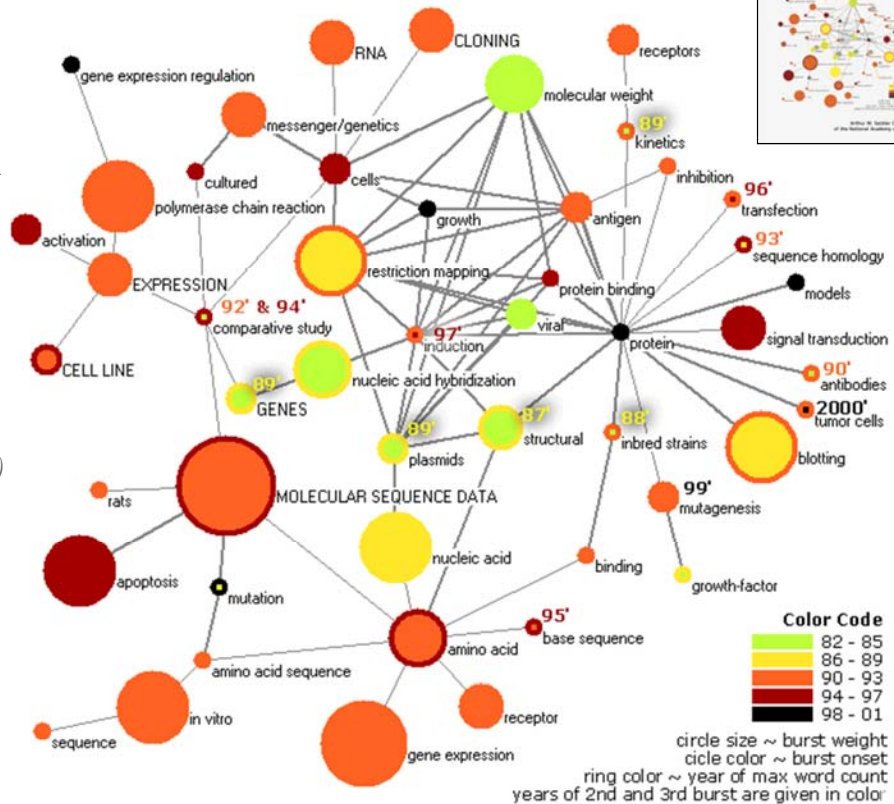 RNA
CLONING
receptors
gene expression regulation
molecular weight
messenger/genetics
89'
kinetics
cultured
cells
inhibition
polymerase chain reaction
growth
antigen
96'
transfection
activation
93'
sequence homology
restriction mapping
EXPRESSION
protein binding
models
92' & 94'
comparative study
viral
97'
induction
protein
signal transduction
CELL LINE
nucleic acid hybridization
90'
antibodies
89'
GENES
87'
structural
88'
inbred strains
2000'
tumor cells
89'
plasmids
blotting
rats
MOLECULAR SEQUENCE DATA
99'
mutagenesis
apoptosis
nucleic acid
binding
growth-factor
mutation
95'
base sequence
amino acid
amino acid sequence
in vitro
receptor
sequence
gene expression
Color Code
82 - 85
86 - 89
90 - 93
94 - 97
98 - 01
circle size ~ burst weight
cicle color ~ burst onset
ring color ~ year of max word count
years of 2nd and 3rd burst are given in color